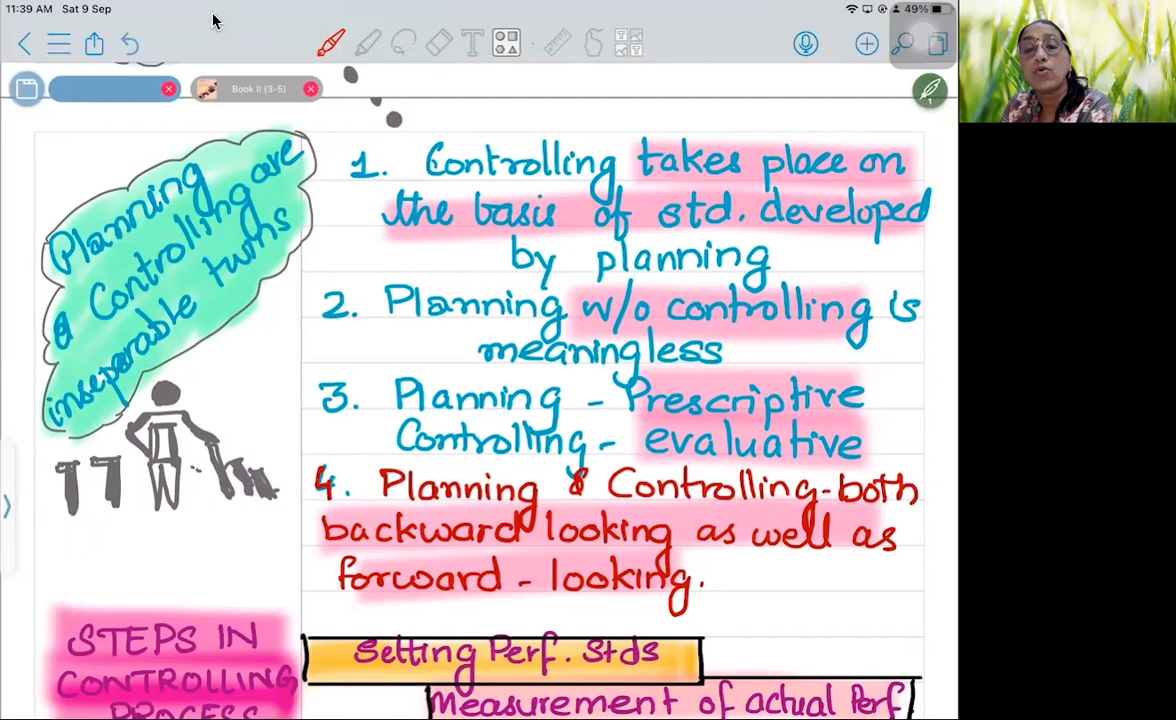 11:39 AM Sat 9 Sep
49%
Book II (3-5)
Planning
& Controlling are
inseparable twins
1. Controlling takes place on
the basis of std. developed
by planning
2. Planning w/o controlling is
meaningless
3. Planning - Prescriptive
Controlling - evaluative
4. Planning & Controlling - both
backward looking as well as
forward - looking.
STEPS IN
CONTROLLING
PROCESS
Setting Perf. Stds
Measurement of actual Perf